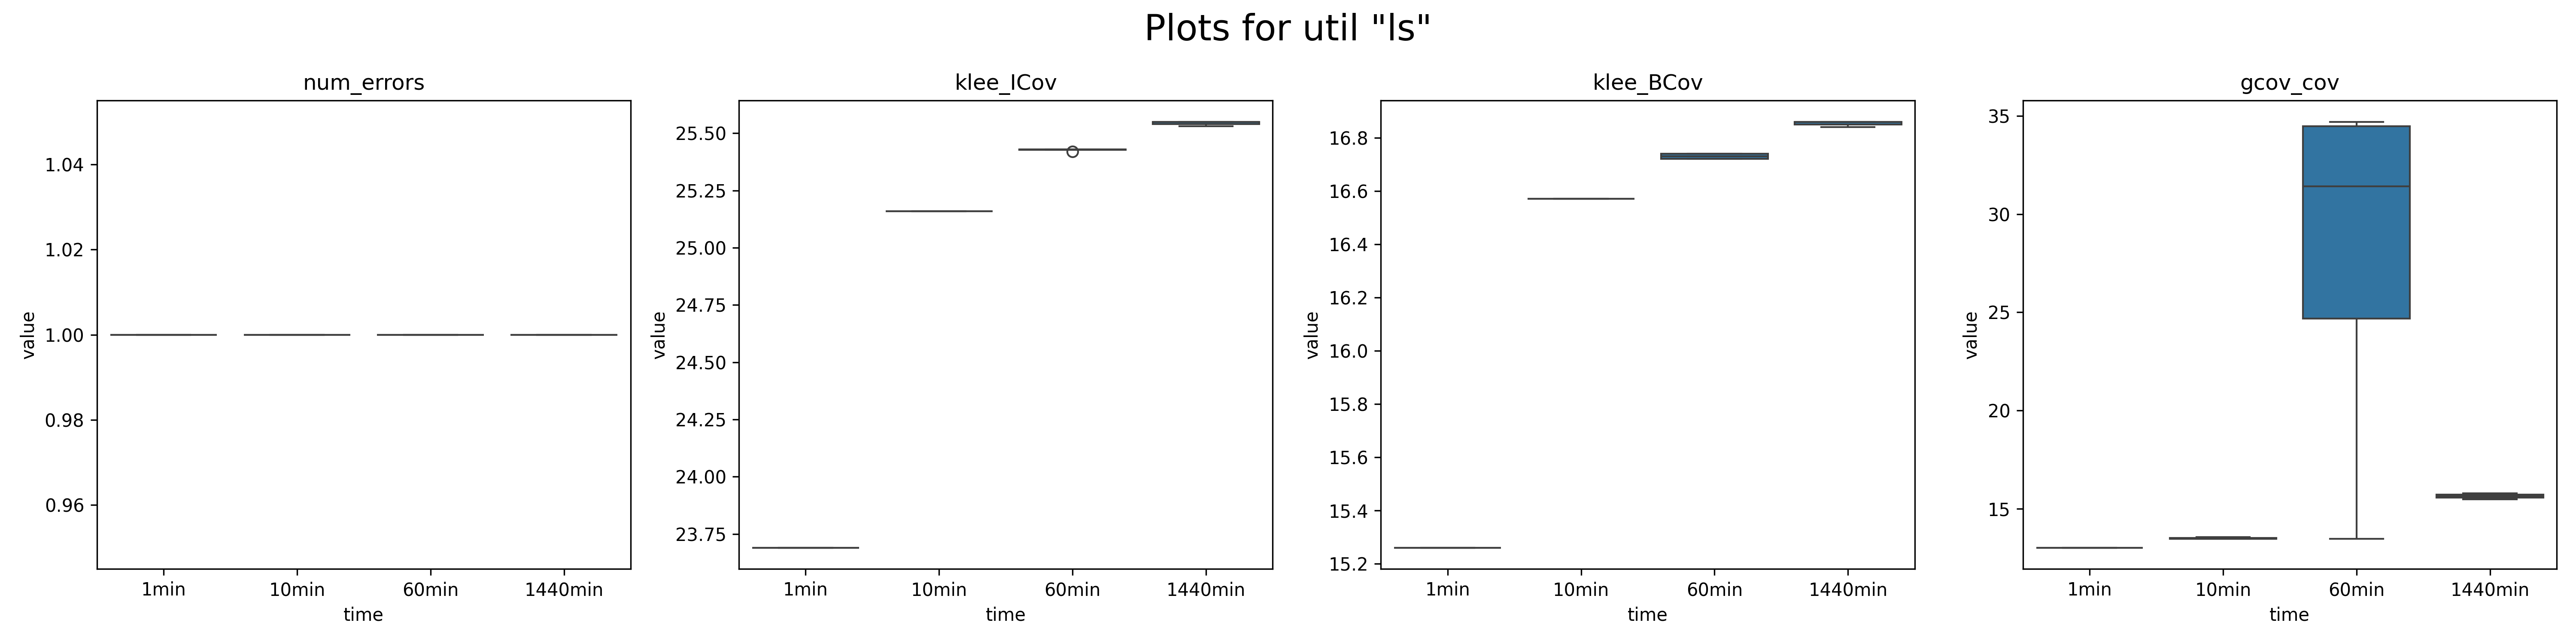 Plots for util "ls"
num_errors
value
1.04
1.02
1.00
0.98
0.96
1min 10min 60min 1440min
time
klee_ICov
value
25.50
25.25
25.00
24.75
24.50
24.25
24.00
23.75
1min 10min 60min 1440min
time
klee_BCov
value
16.8
16.6
16.4
16.2
16.0
15.8
15.6
15.4
15.2
1min 10min 60min 1440min
time
gcov_cov
value
35
30
25
20
15
1min 10min 60min 1440min
time